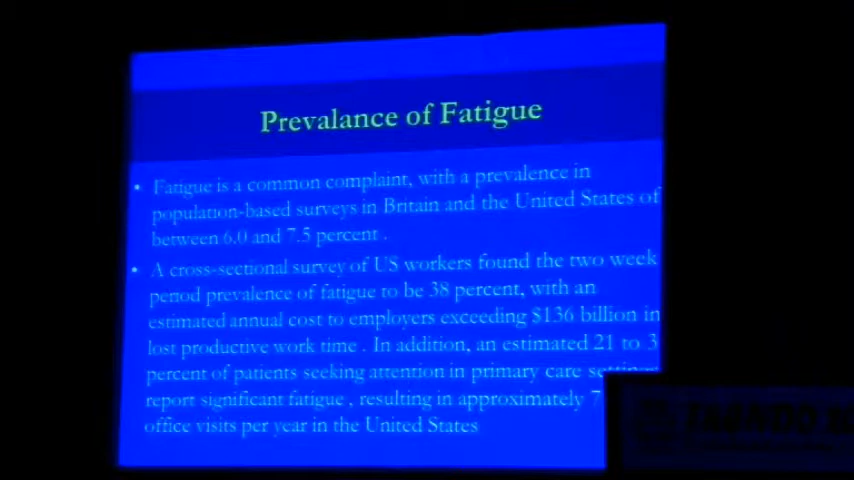 Prevalance of Fatigue
• Fatigue is a common complaint, with a prevalence in
population-based surveys in Britain and the United States of
between 6.0 and 7.5 percent .
• A cross-sectional survey of US workers found the two week
period prevalence of fatigue to be 38 percent, with an
estimated annual cost to employers exceeding $136 billion in
lost productive work time . In addition, an estimated 21 to 3
percent of patients seeking attention in primary care settings
report significant fatigue , resulting in approximately 7
office visits per year in the United States